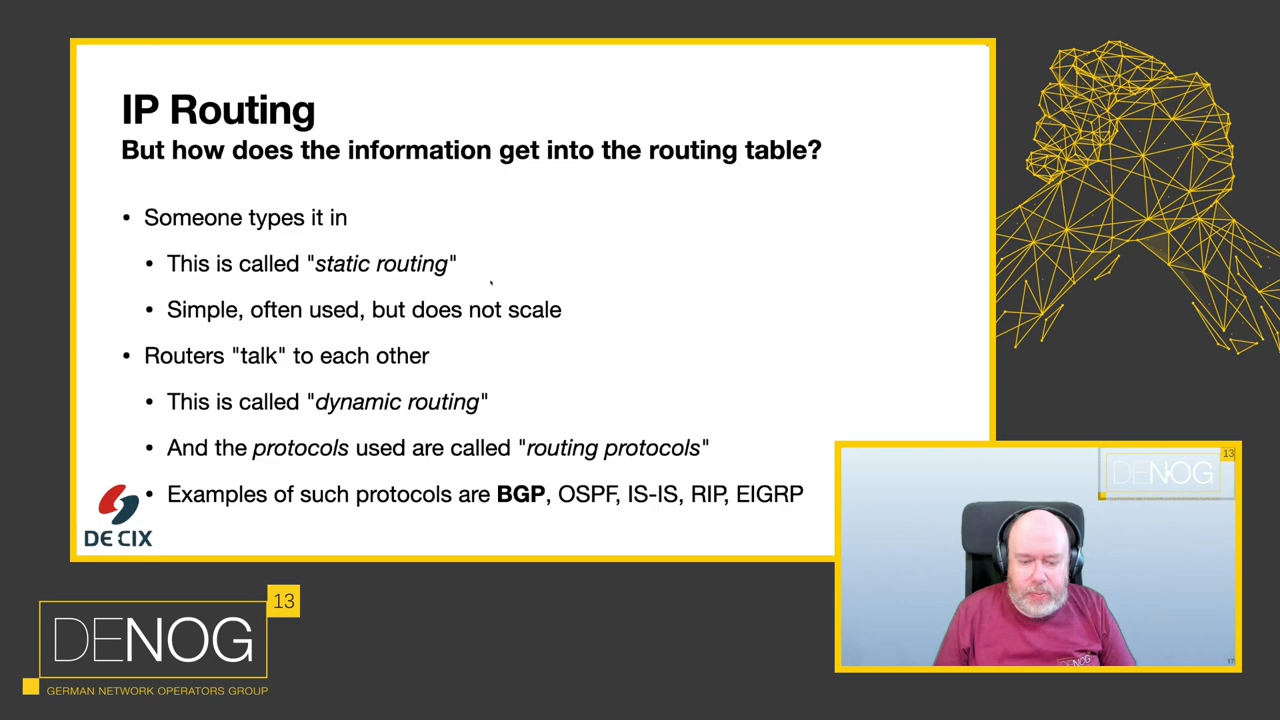 IP Routing
But how does the information get into the routing table?
• Someone types it in
• This is called "static routing"
• Simple, often used, but does not scale
• Routers "talk" to each other
• This is called "dynamic routing"
• And the protocols used are called "routing protocols"
• Examples of such protocols are BGP, OSPF, IS-IS, RIP, EIGRP
DE CIX
13
DENOG
DENOG
17
13
DENOG
GERMAN NETWORK OPERATORS GROUP